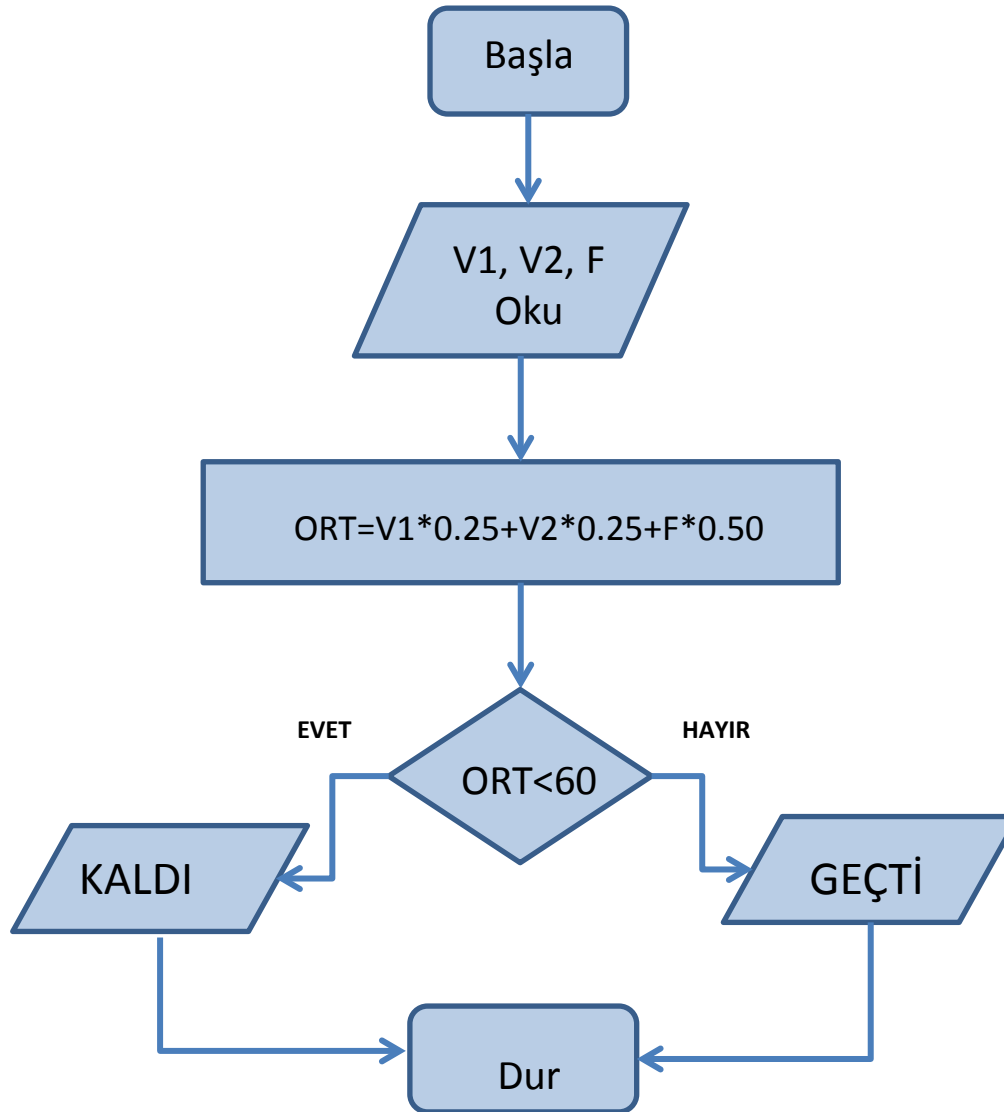 Başla
V1, V2, F
Oku
ORT=V1*0.25+V2*0.25+F*0.50
EVET
HAYIR
ORT<60
KALDI
GEÇTİ
Dur